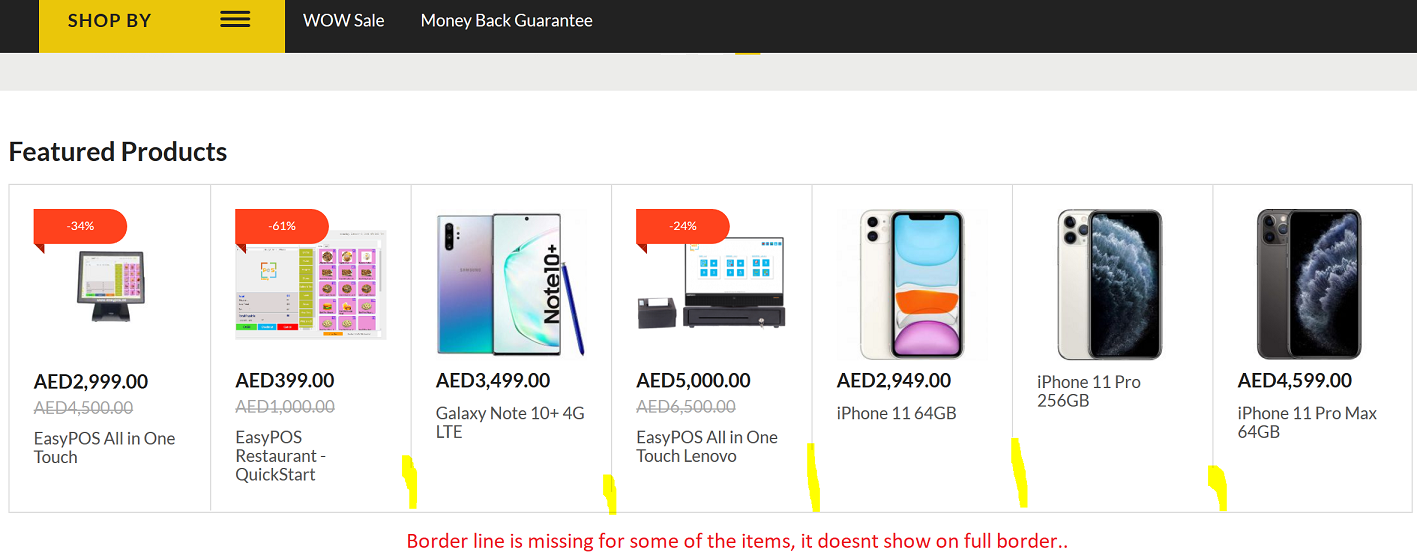 SHOP BY WOW Sale Money Back Guarantee
Featured Products
-34% -61% -24%
Note10+
SAMSUNG
AED2,999.00 AED399.00 AED3,499.00 AED5,000.00 AED2,949.00 AED4,599.00
AED4,500.00 AED1,000.00 AED6,500.00
EasyPOS All in One
Touch
EasyPOS
Restaurant -
QuickStart
Galaxy Note 10+ 4G
LTE
EasyPOS All in One
Touch Lenovo
iPhone 11 64GB
iPhone 11 Pro
256GB
iPhone 11 Pro Max
64GB
Border line is missing for some of the items, it doesnt show on full border..